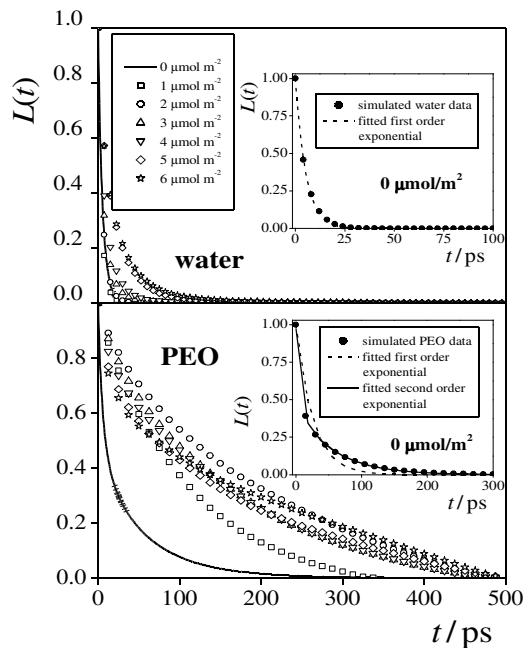 L(t)
1.0
0.8
0.6
0.4
0.2
0.0
0 μmol m-2
1 μmol m-2
2 μmol m-2
3 μmol m-2
4 μmol m-2
5 μmol m-2
6 μmol m-2
water
L(t)
1.00
0.75
0.50
0.25
0.00
simulated water data
fitted first order
exponential
0 μmol/m2
0 25 50 75 100
t / ps
PEO
0.8
0.6
0.4
0.2
0.0
L(t)
1.00
0.75
0.50
0.25
0.00
simulated PEO data
fitted first order
exponential
fitted second order
exponential
0 μmol/m2
0 100 200 300
t / ps
0 100 200 300 400 500
t / ps